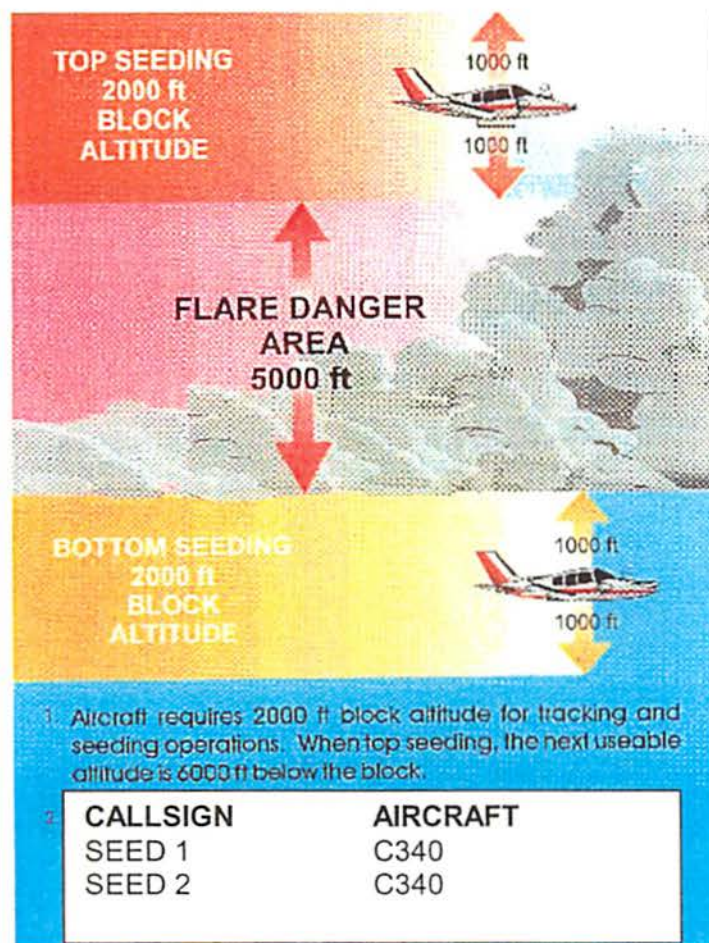 TOP SEEDING
2000 ft
BLOCK
ALTITUDE
1000 ft
1000 ft
FLARE DANGER
AREA
5000 ft
BOTTOM SEEDING
2000 ft
BLOCK
ALTITUDE
1000 ft
1000 ft
1. Aircraft requires 2000 ft block altitude for tracking and
seeding operations. When top seeding, the next useable
altitude is 6000 ft below the block.
2. CALLSIGN AIRCRAFT
SEED 1 C340
SEED 2 C340